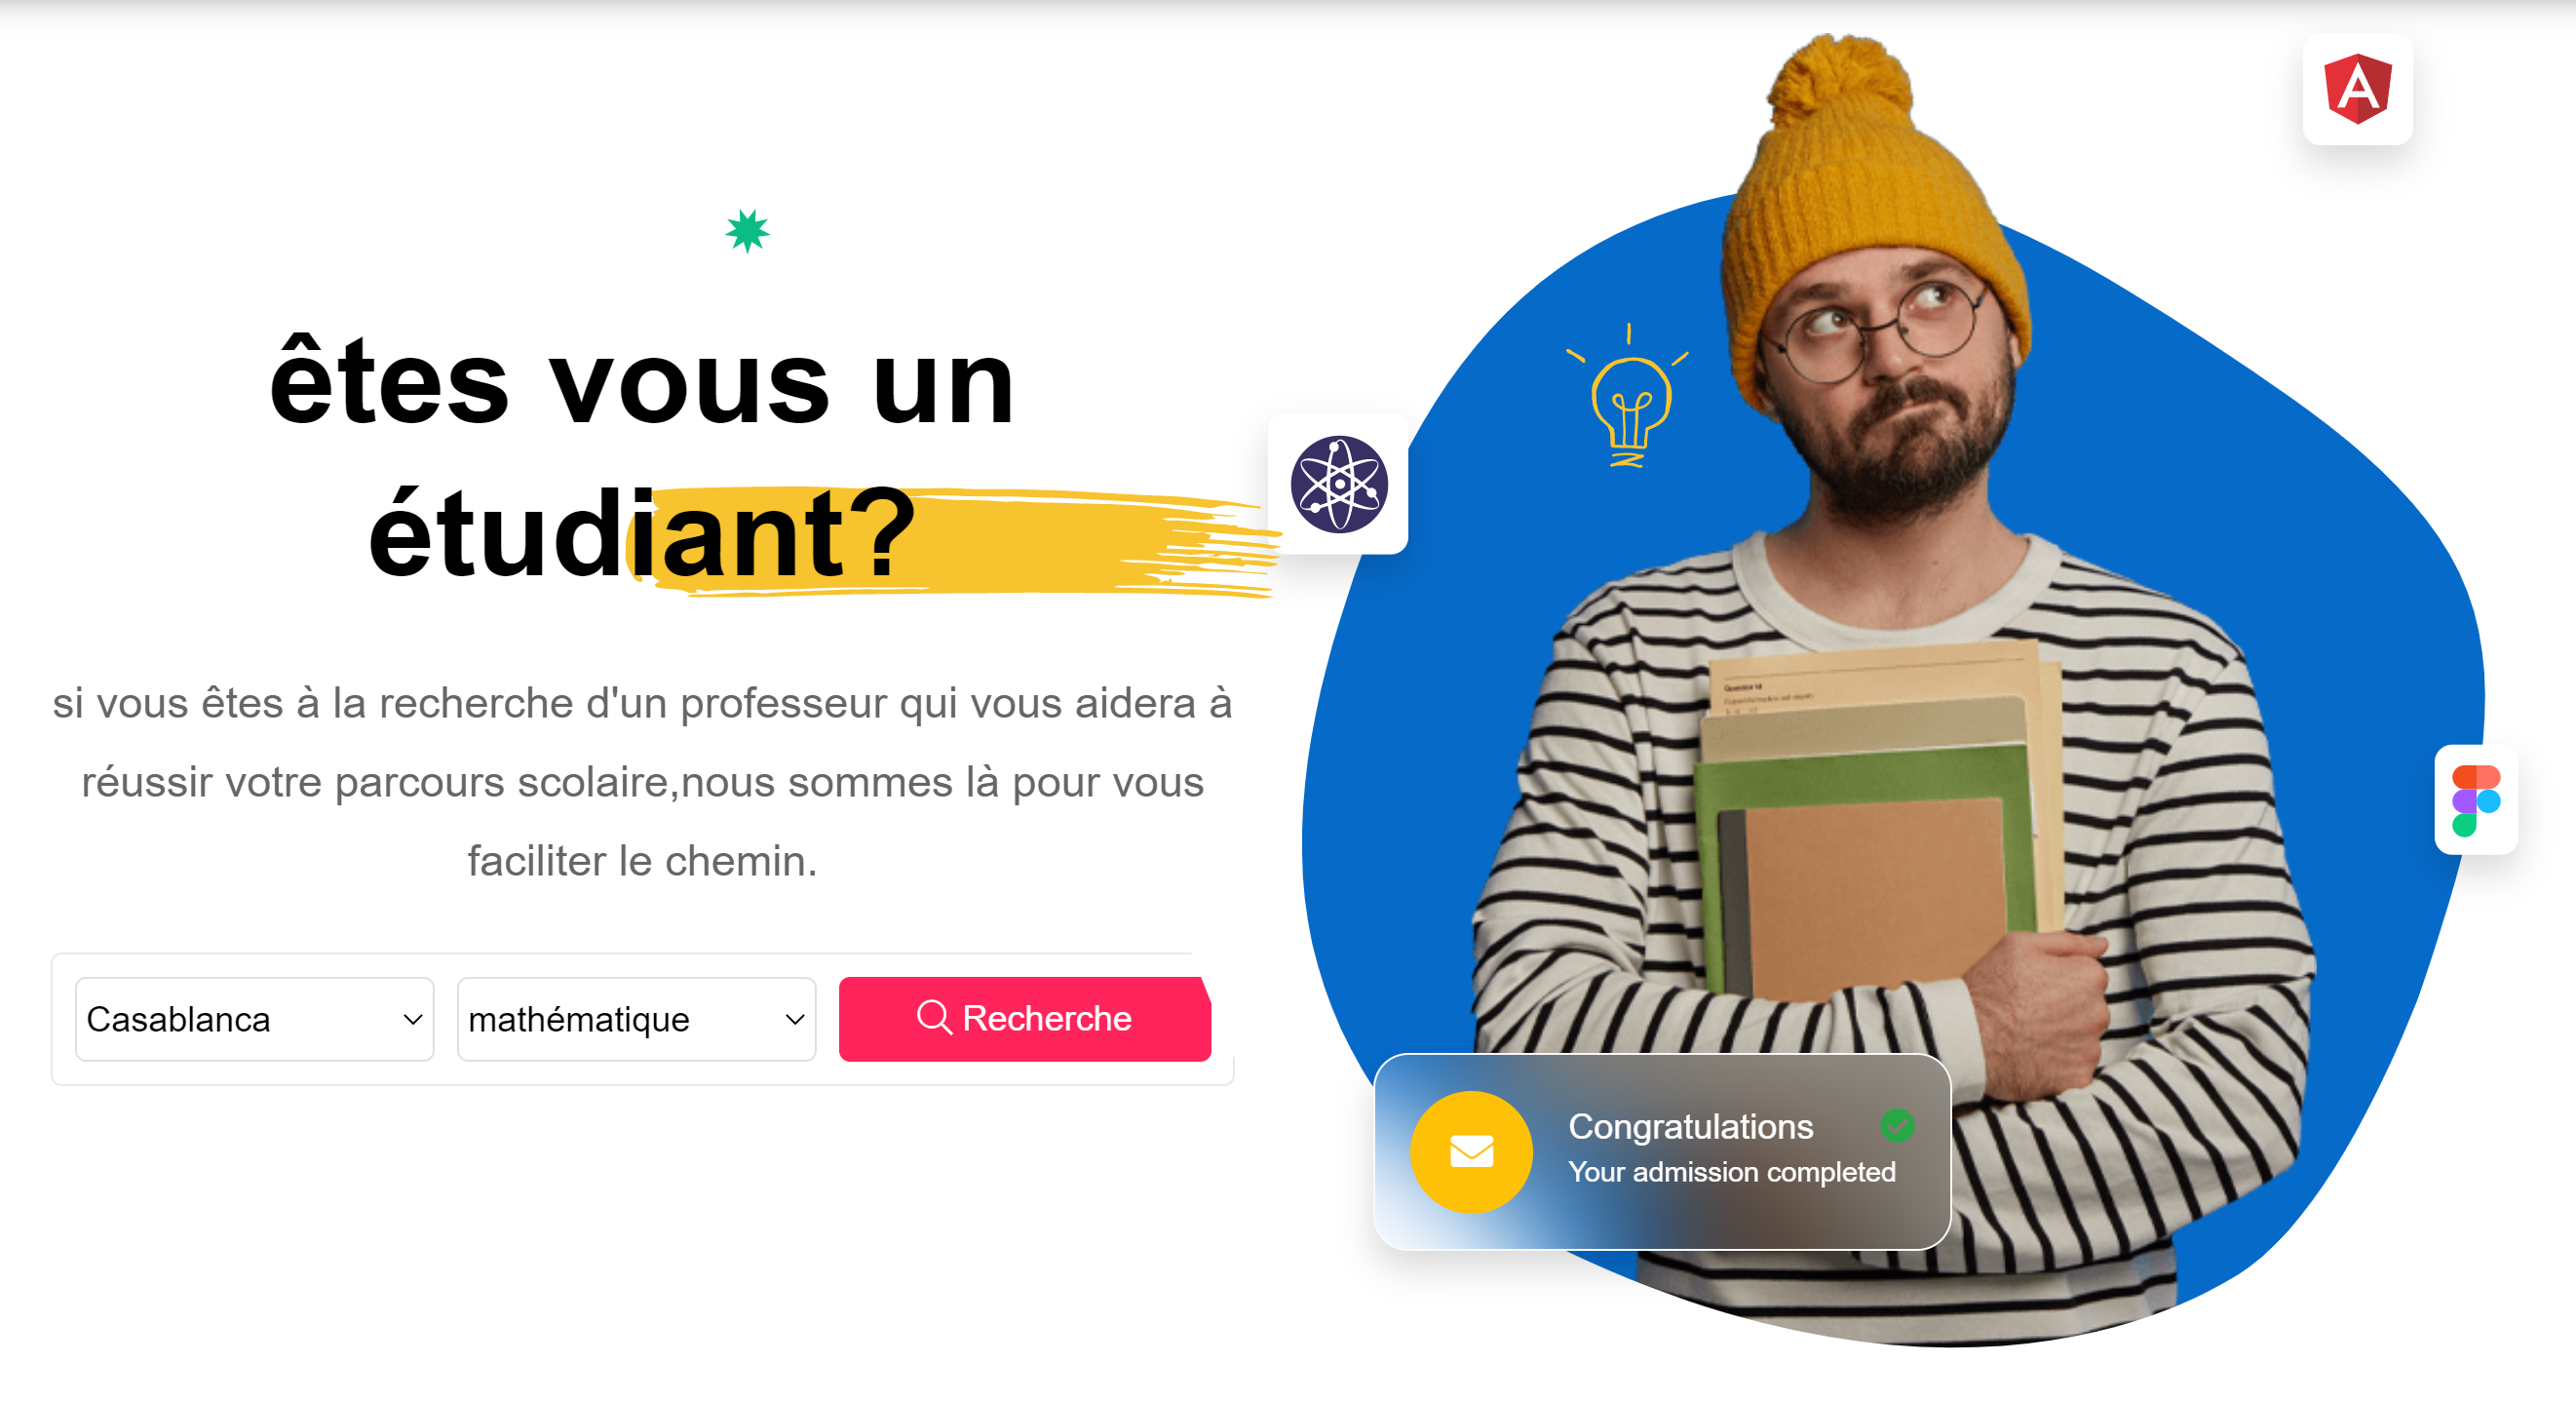 êtes vous un
étudiant?
si vous êtes à la recherche d'un professeur qui vous aidera à
réussir votre parcours scolaire,nous sommes là pour vous
faciliter le chemin.
Casablanca
mathématique
Recherche
Congratulations
Your admission completed